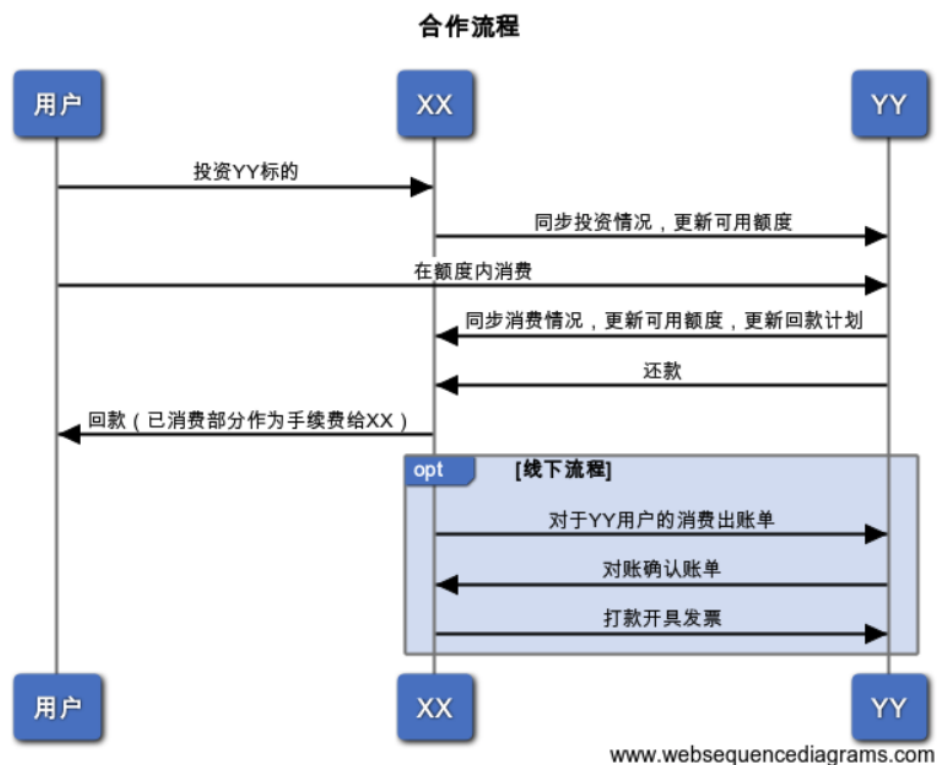 合作流程
用户
XX
YY
投资YY标的
同步投资情况，更新可用额度
在额度内消费
同步消费情况，更新可用额度，更新回款计划
还款
回款（已消费部分作为手续费给XX）
opt
[线下流程]
对于YY用户的消费出账单
对账确认账单
打款开具发票
用户
XX
YY
www.websequencediagrams.com